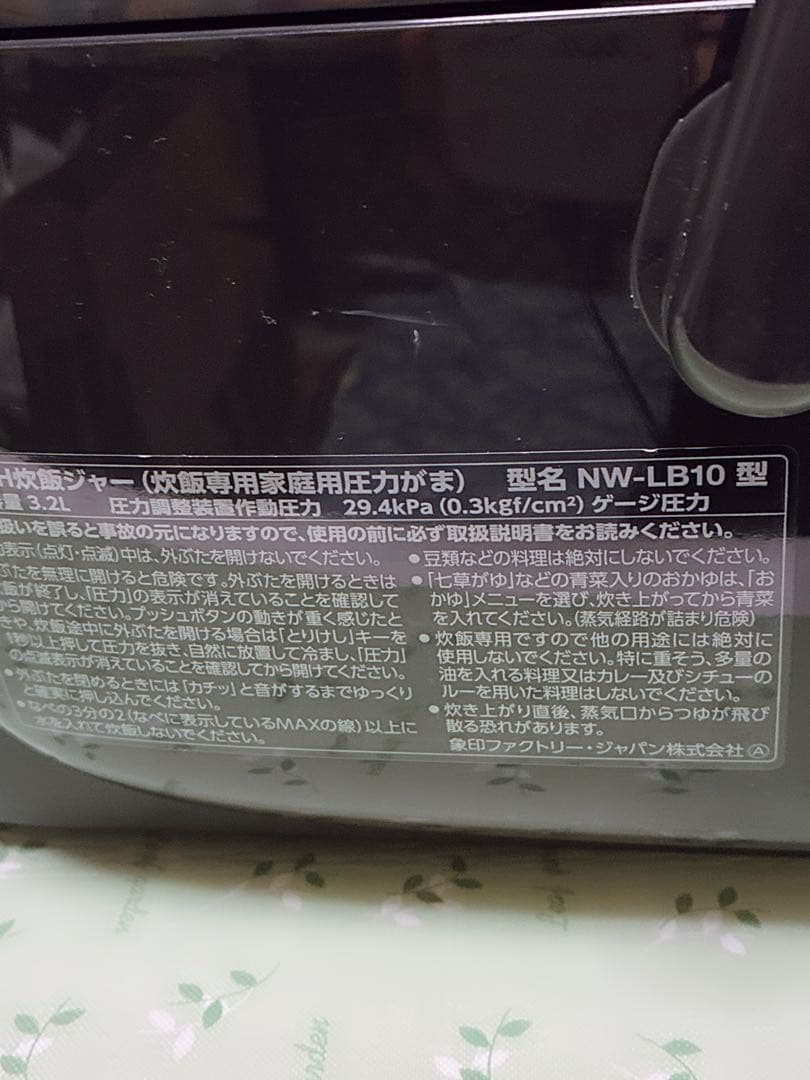 H炊飯ジャー（炊飯専用家庭用圧力がま） 型名 NW-LB10 型
容量 3.2L 圧力調整装置作動圧力 29.4kPa（0.3kgf/cm²）ゲージ圧力
扱いを誤ると事故の元になりますので、使用の前に必ず取扱説明書をお読みください。
表示（点灯・点滅）中は、外ぶたを開けないでください。
ぶたを無理に開けると危険です。外ぶたを開けるときは
飯が終了し、「圧力」の表示が消えていることを確認して
から開けてください。プッシュボタンの動きが重く感じたと
きや、炊飯途中に外ぶたを開ける場合は「とりけし」キーを
1秒以上押して圧力を抜き、自然に放置して冷まし、「圧力」
の点滅表示が消えていることを確認してから開けてください。
●外ぶたを閉めるときには「カチッ」と音がするまでゆっくり
と確実に押し込んでください。
●なべの3分の2（なべに表示しているMAXの線）以上に
水を入れて炊飯しないでください。
●豆類などの料理は絶対にしないでください。
●「七草がゆ」などの青菜入りのおかゆは、「お
かゆ」メニューを選び、炊き上がってから青菜
を入れてください。（蒸気経路が詰まり危険）
●炊飯専用ですので他の用途には絶対に
使用しないでください。特に重そう、多量の
油を入れる料理又はカレー及びシチューの
ルーを用いた料理はしないでください。
●炊き上がり直後、蒸気口からつゆが飛び
散る恐れがあります。
象印ファクトリー・ジャパン株式会社Ⓐ
garden